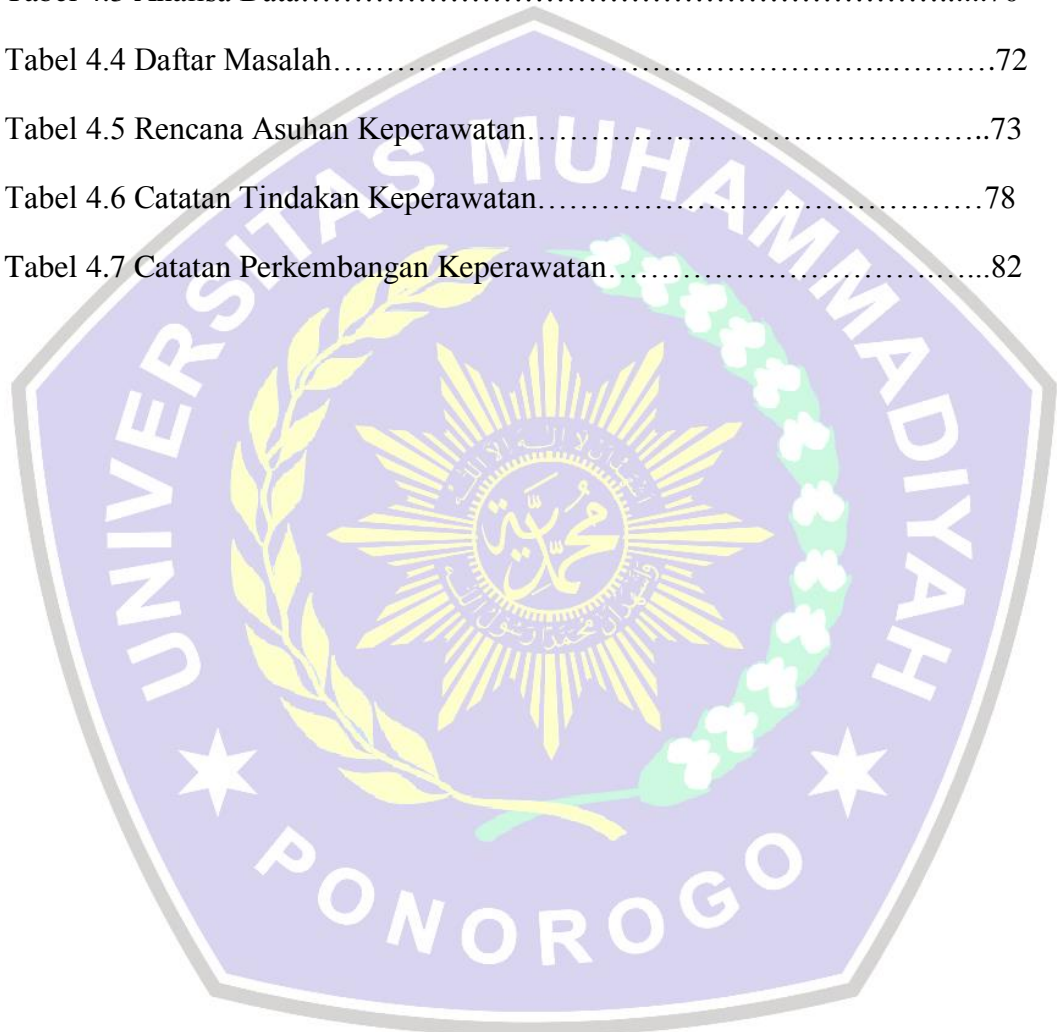 Tabel 4.4 Daftar Masalah……………………………………………..……….72
Tabel 4.5 Rencana Asuhan Keperawatan………………………………..73
Tabel 4.6 Catatan Tindakan Keperawatan………………………………78
Tabel 4.7 Catatan Perkembangan Keperawatan…………………………...82
UNIVERSITAS MUHAMMADIYAH
محمدية
PONOROGO